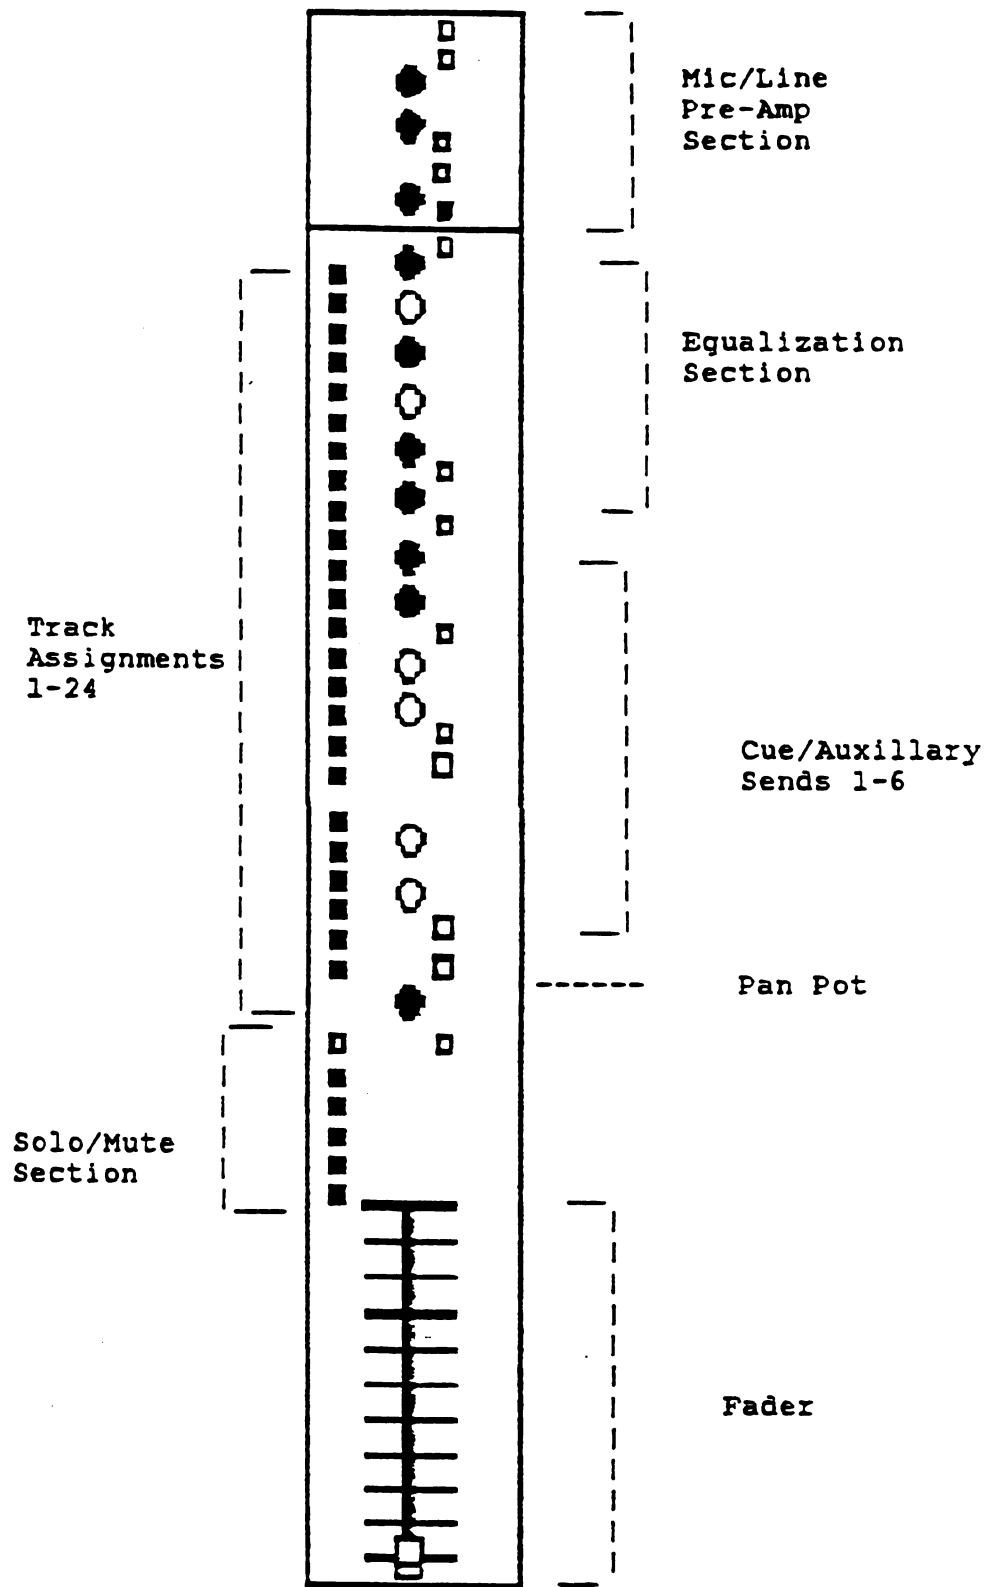 Mic/Line
Pre-Amp
Section
Equalization
Section
Track
Assignments
1-24
Cue/Auxillary
Sends 1-6
Pan Pot
Solo/Mute
Section
Fader